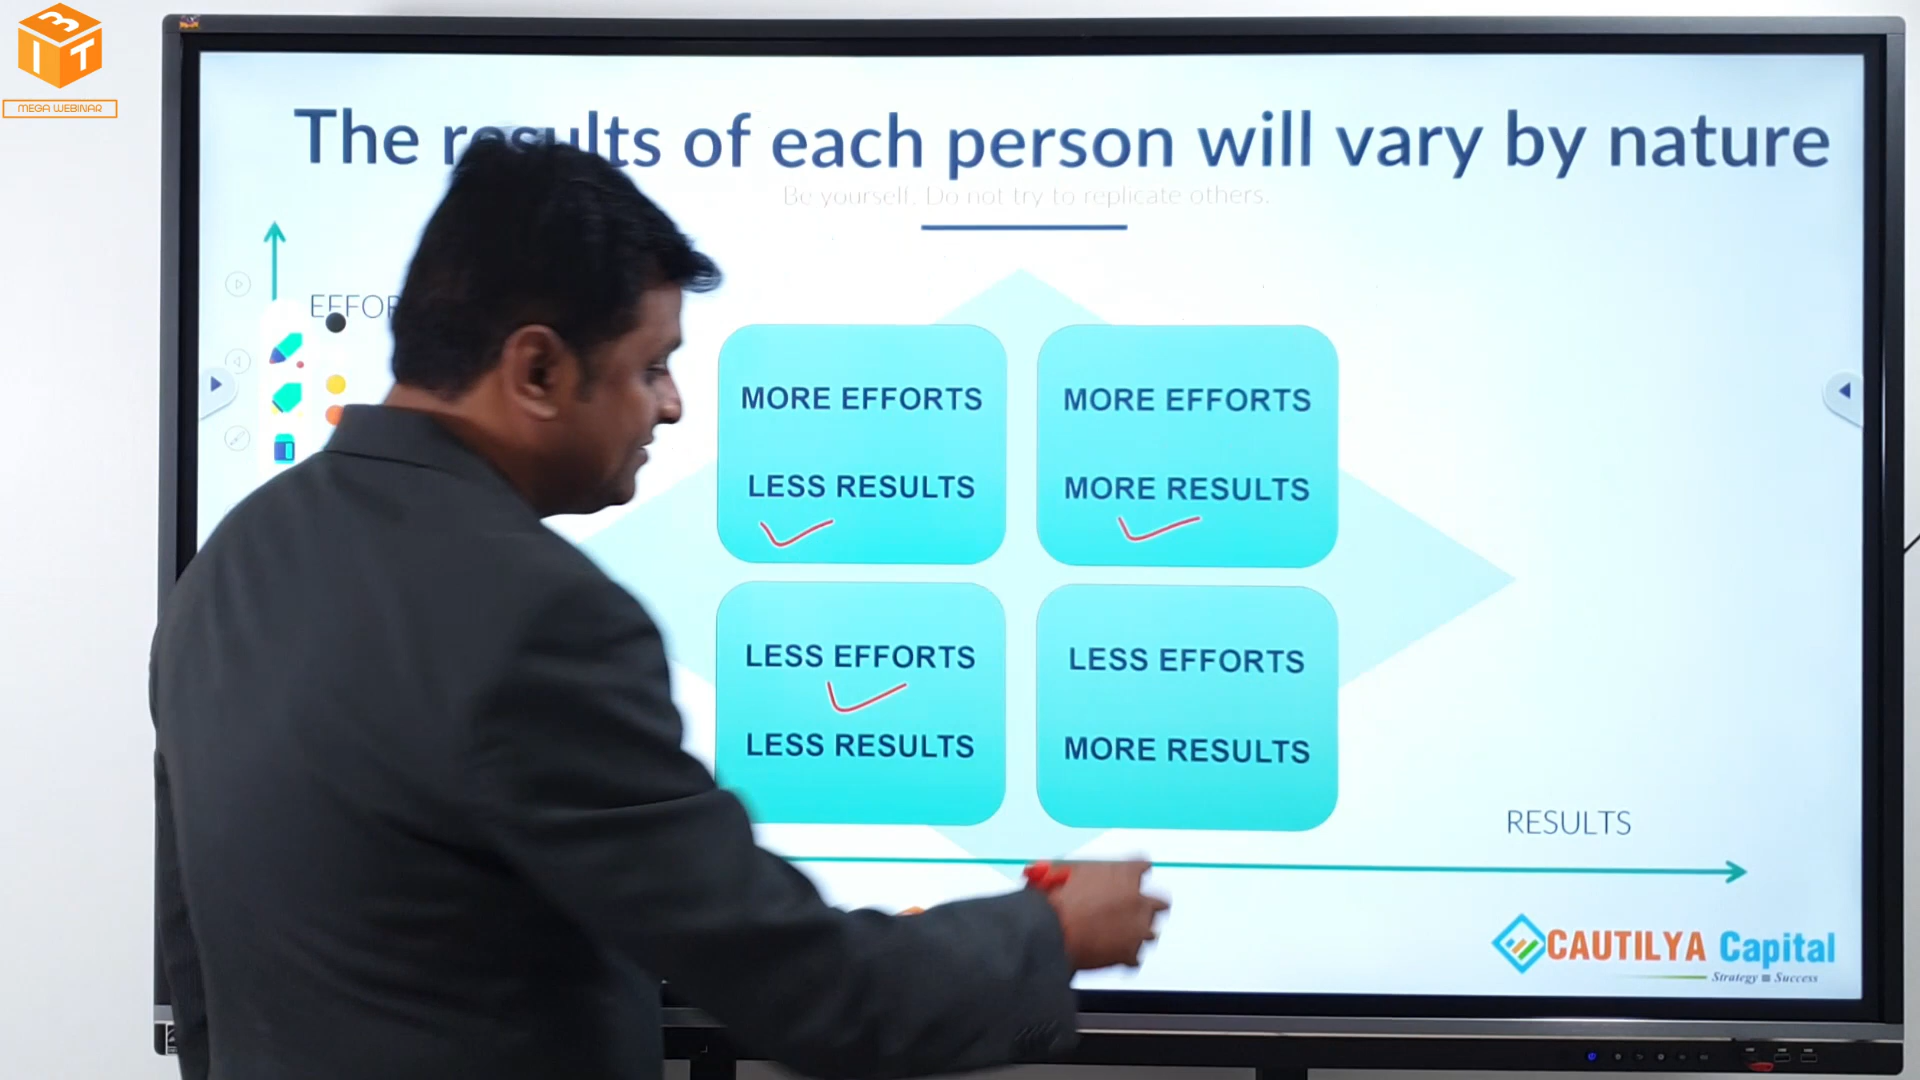 3
I T
MEGA WEBINAR
The results of each person will vary by nature
Be yourself. Do not try to replicate others.
MORE EFFORTS
LESS RESULTS
MORE EFFORTS
MORE RESULTS
LESS EFFORTS
LESS RESULTS
LESS EFFORTS
MORE RESULTS
RESULTS
CAUTILYA Capital
Strategy Success